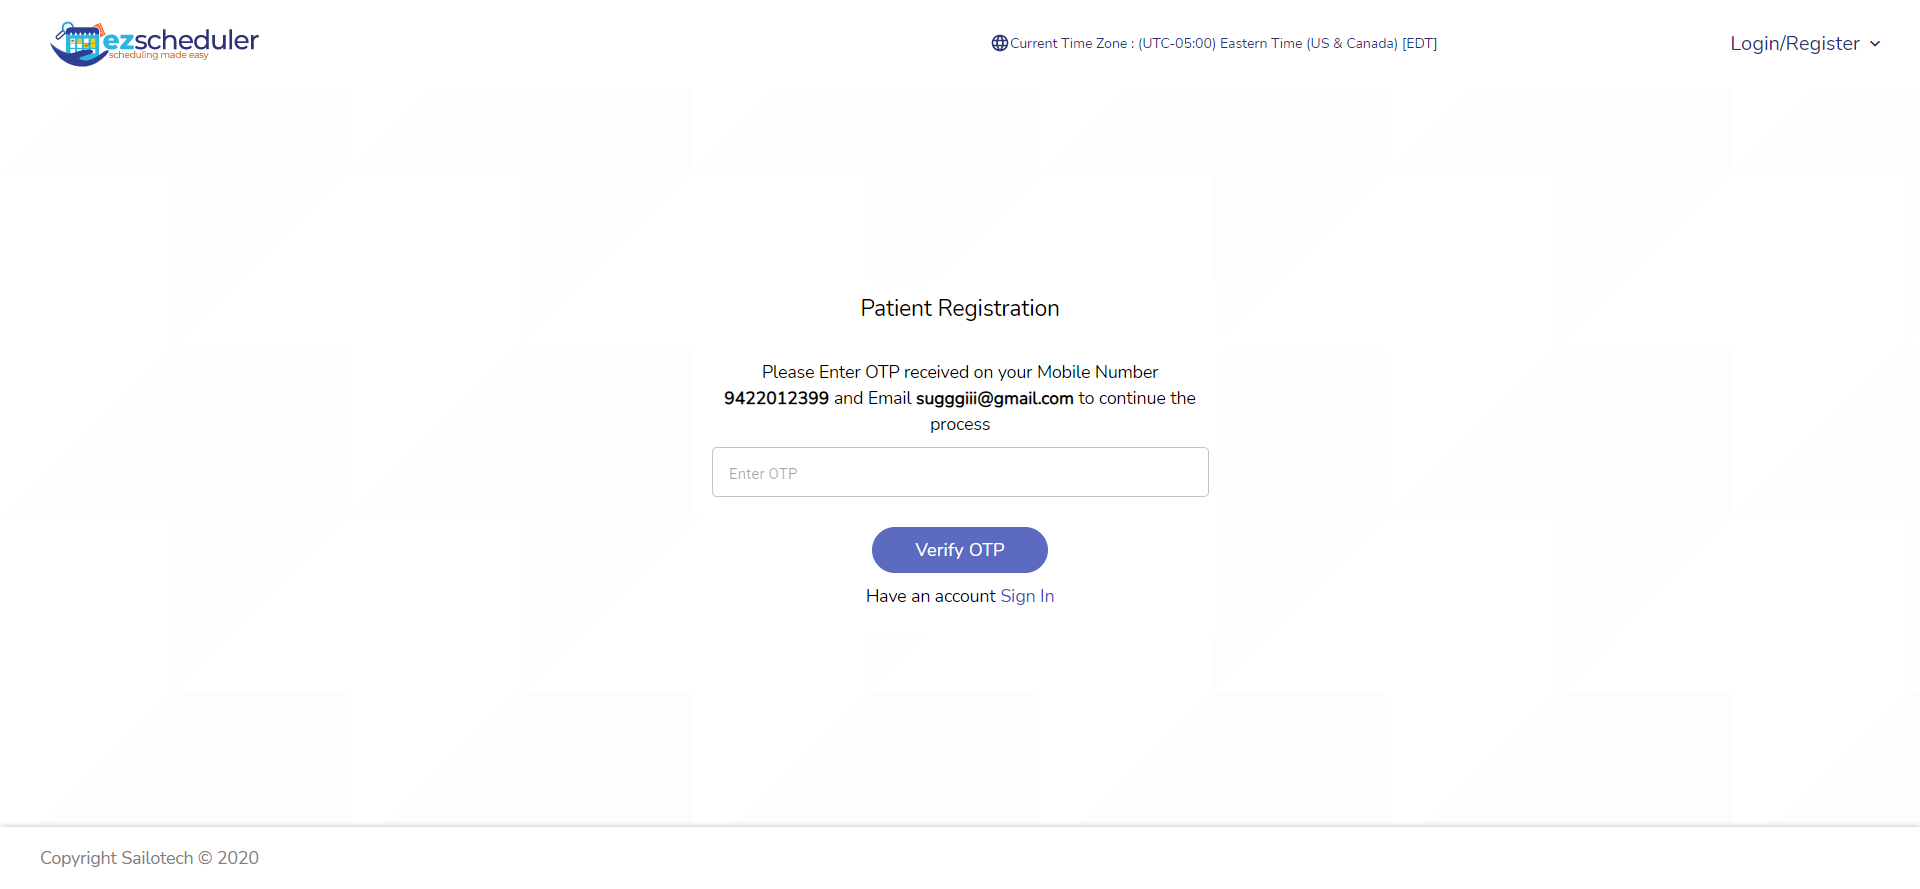 ezscheduler
scheduling made easy
Current Time Zone : (UTC-05:00) Eastern Time (US & Canada) [EDT]
Login/Register
Patient Registration
Please Enter OTP received on your Mobile Number
9422012399 and Email sugggiii@gmail.com to continue the
process
Enter OTP
Verify OTP
Have an account Sign In
Copyright Sailotech © 2020